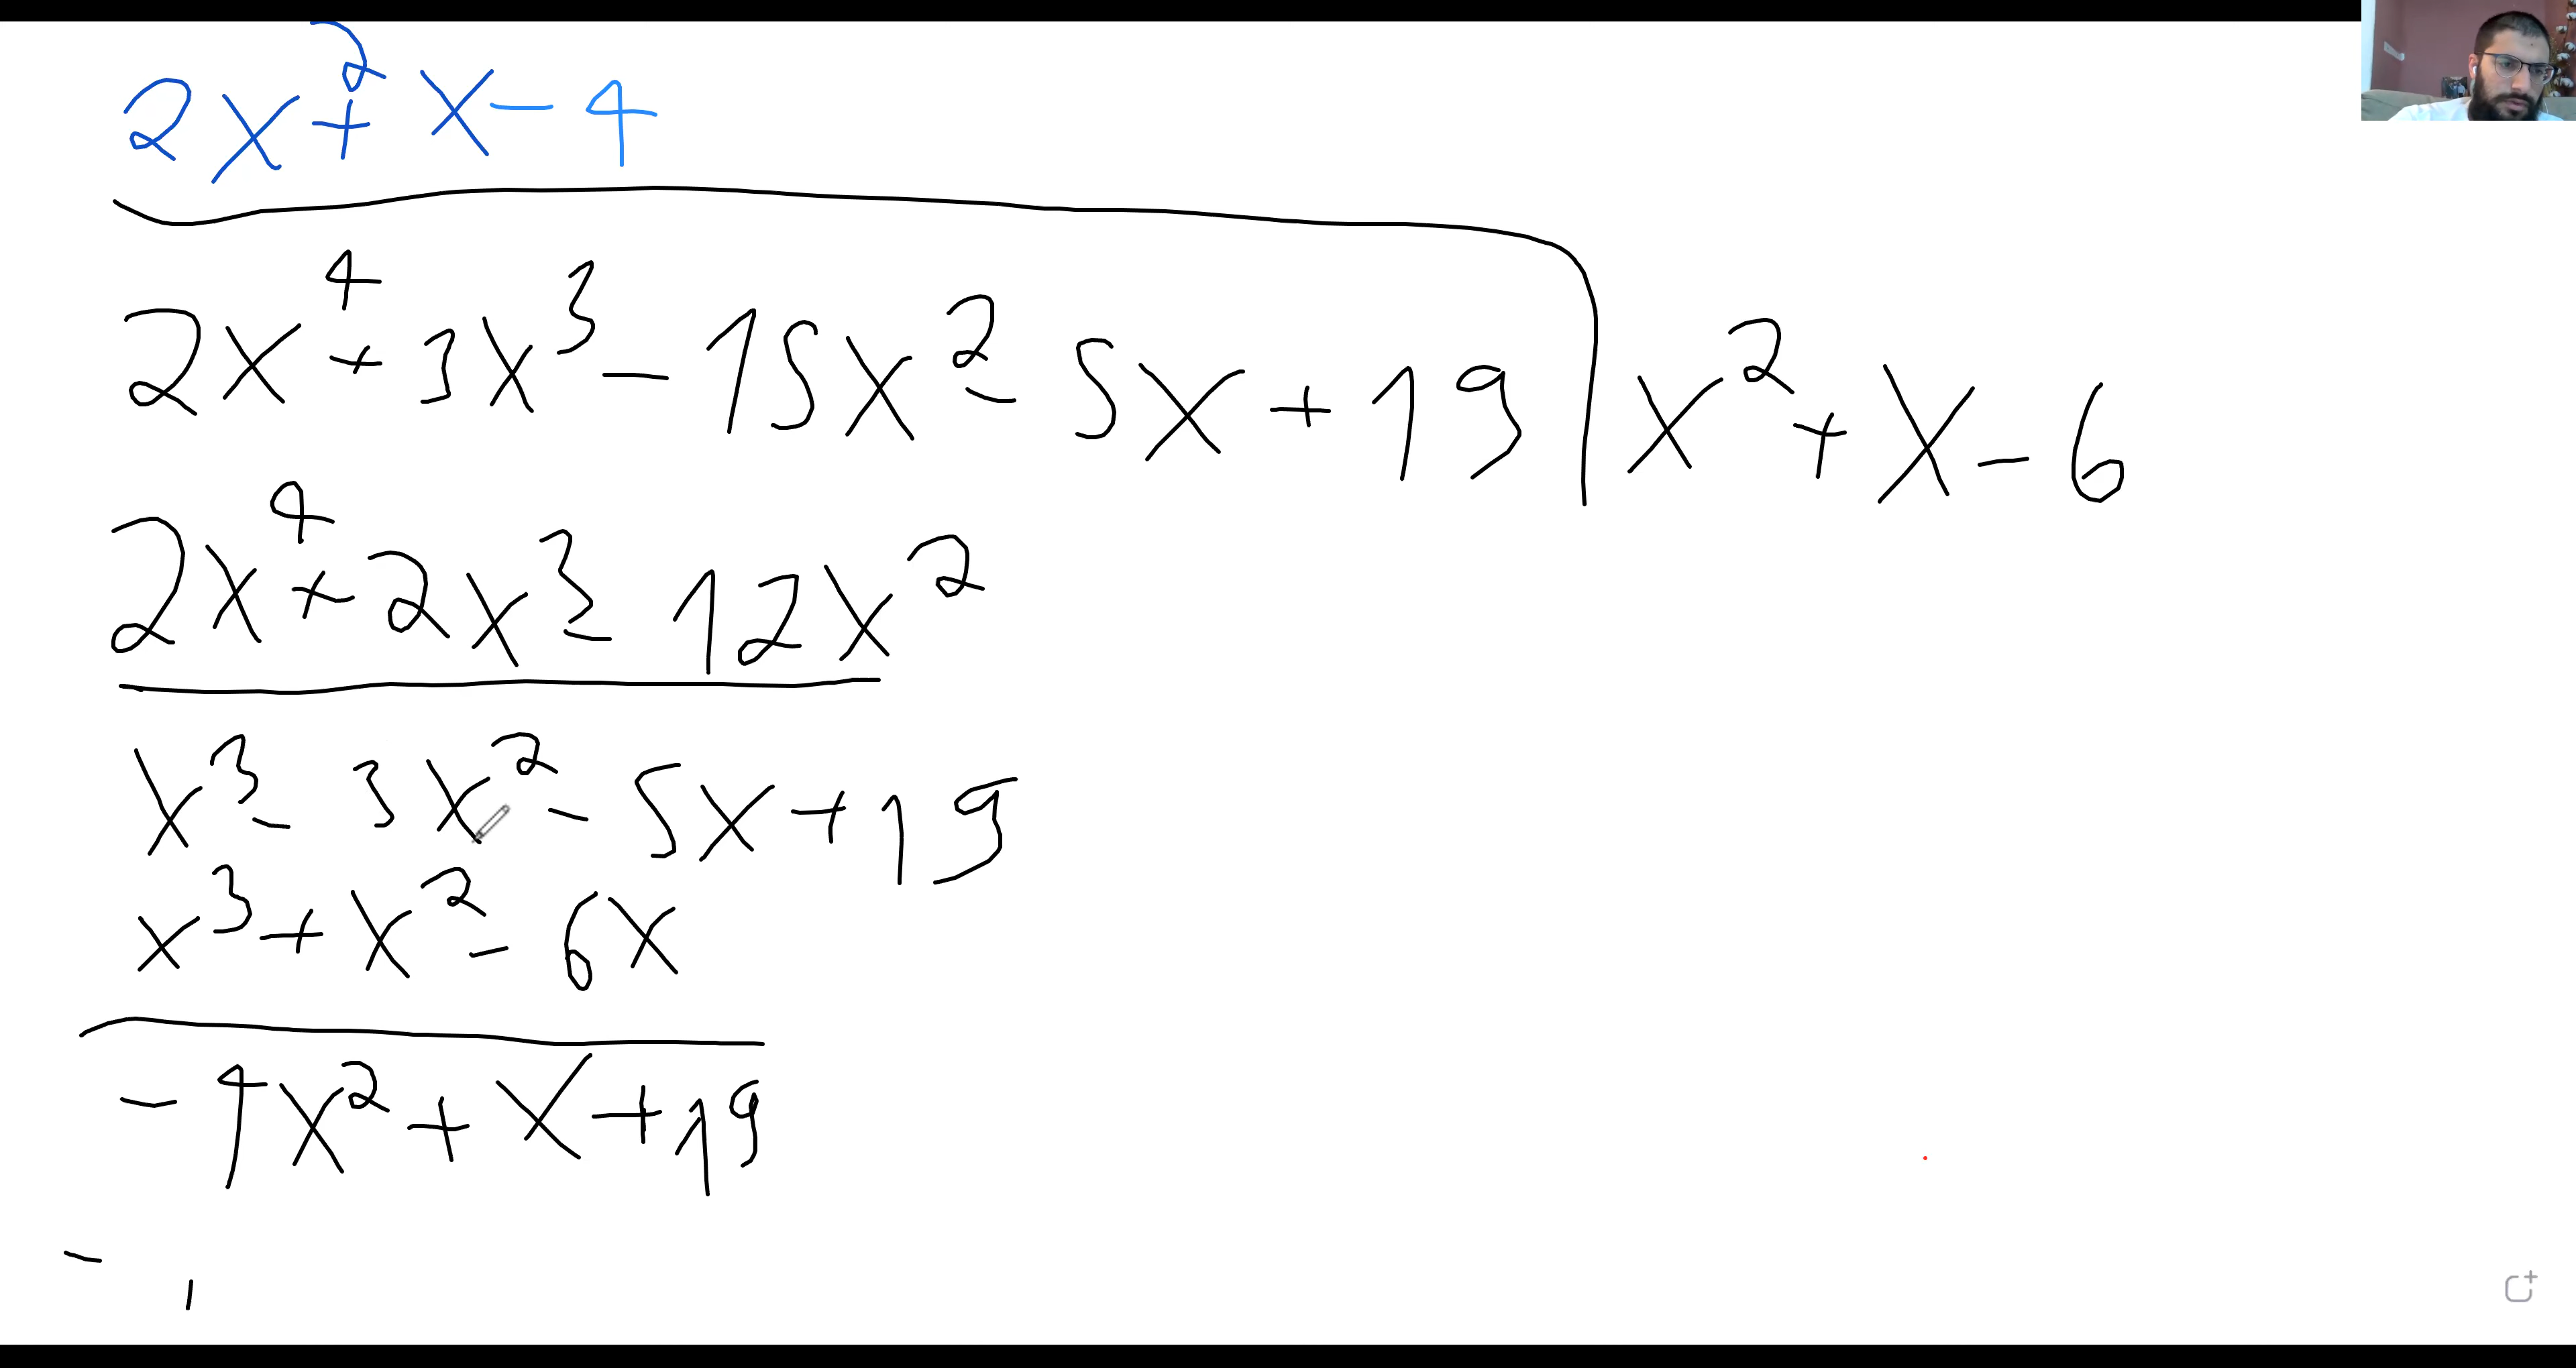 2x² + x - 4
2x⁴ + 3x³ - 15x² - 5x + 19 | x² + x - 6
2x⁴ + 2x³ - 12x²
x³ - 3x² - 5x + 19
x³ + x² - 6x
- 4x² + x + 19
-